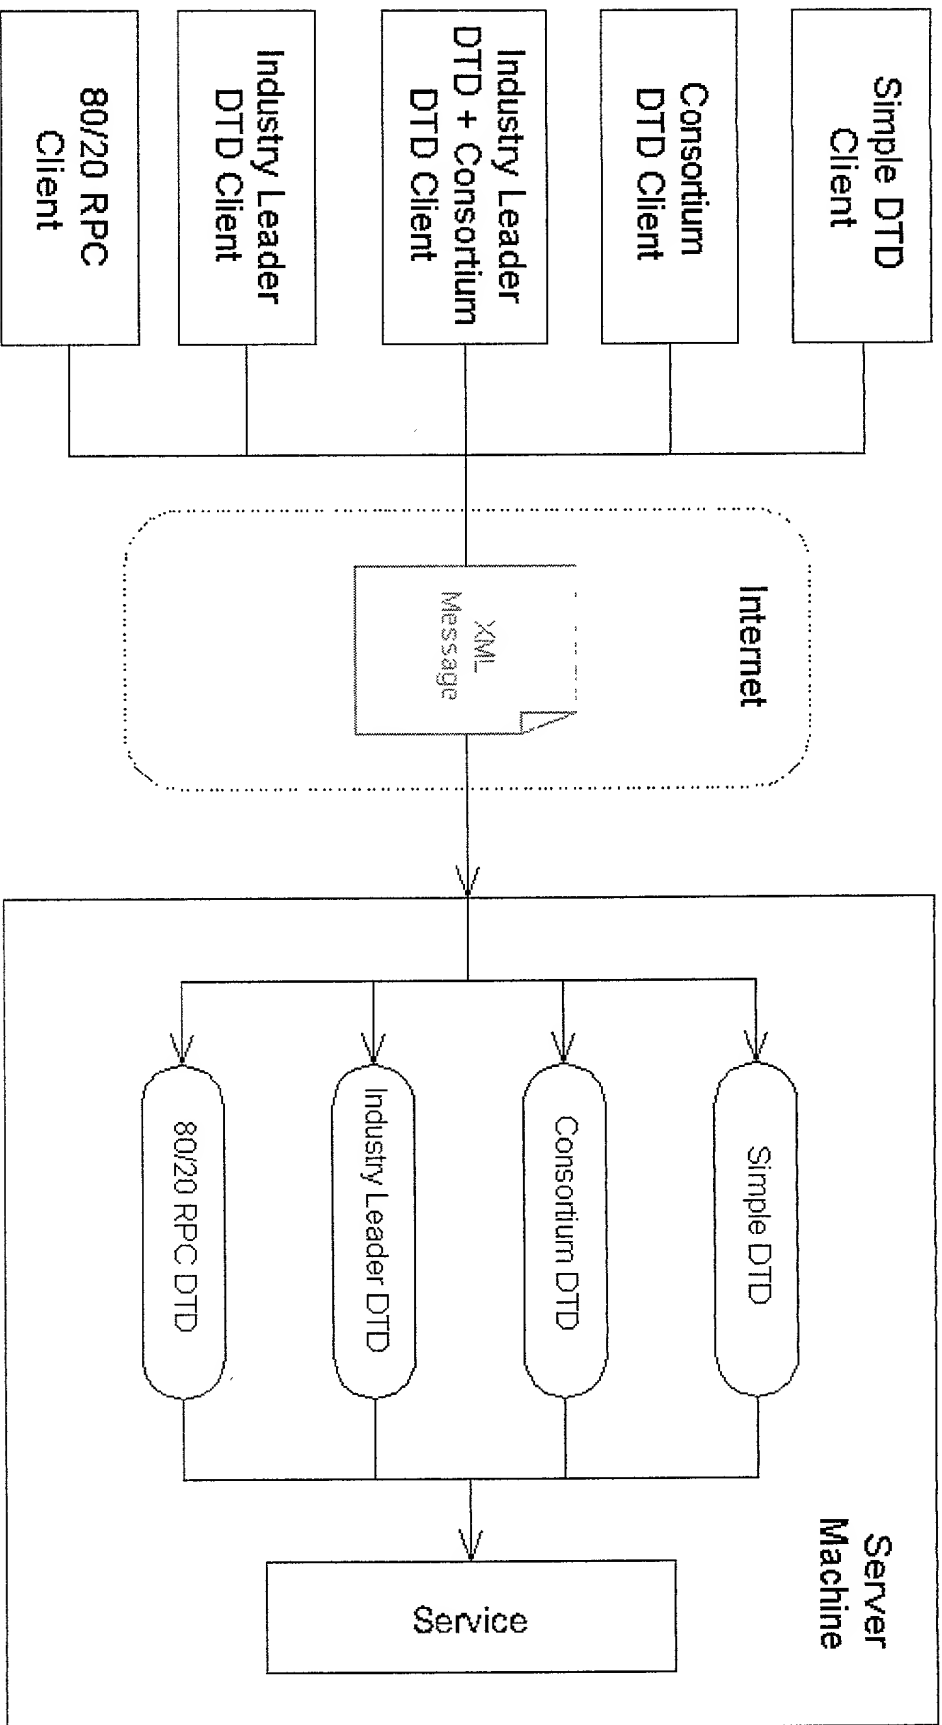 Simple DTD
Client
Consortium
DTD Client
Industry Leader
DTD + Consortium
DTD Client
Industry Leader
DTD Client
80/20 RPC
Client
Internet
XML
Message
Server
Machine
Simple DTD
Consortium DTD
Industry Leader DTD
80/20 RPC DTD
Service